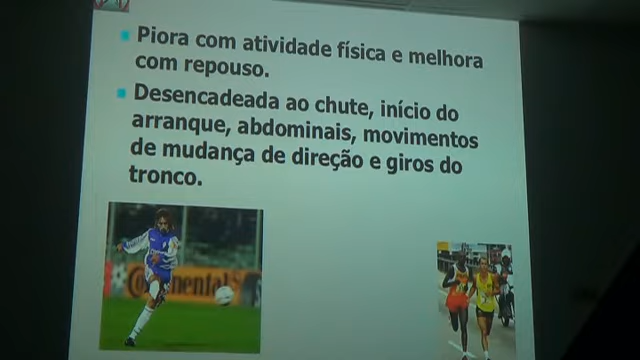 Piora com atividade física e melhora
com repouso.
Desencadeada ao chute, início do
arranque, abdominais, movimentos
de mudança de direção e giros do
tronco.
Continental